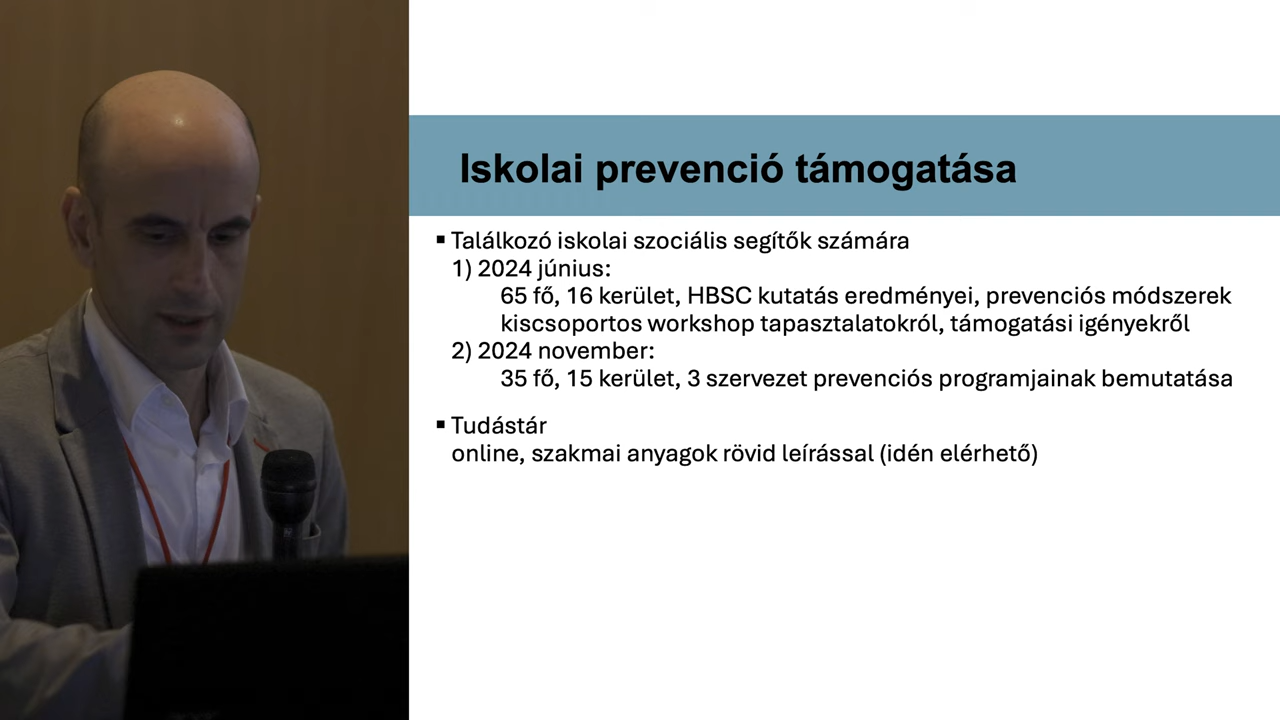 Iskolai prevenció támogatása
▪ Találkozó iskolai szociális segítők számára
1) 2024 június:
65 fő, 16 kerület, HBSC kutatás eredményei, prevenciós módszerek
kiscsoportos workshop tapasztalatokról, támogatási igényekről
2) 2024 november:
35 fő, 15 kerület, 3 szervezet prevenciós programjainak bemutatása
▪ Tudástár
online, szakmai anyagok rövid leírással (idén elérhető)